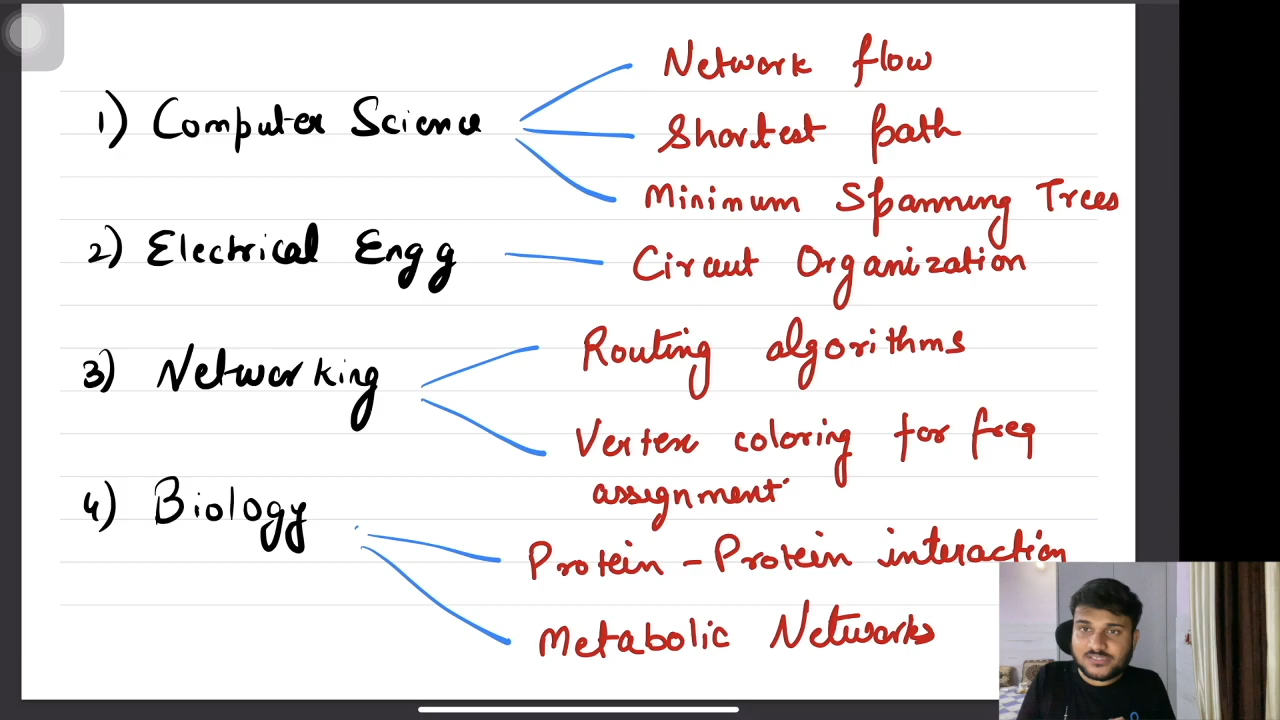 1) Computer Science
Network flow
Shortest path
Minimum Spanning Trees
2) Electrical Engg
Circuit Organization
3) Networking
Routing algorithms
Vertex coloring for freq
assignment
4) Biology
Protein - Protein interaction
Metabolic Networks